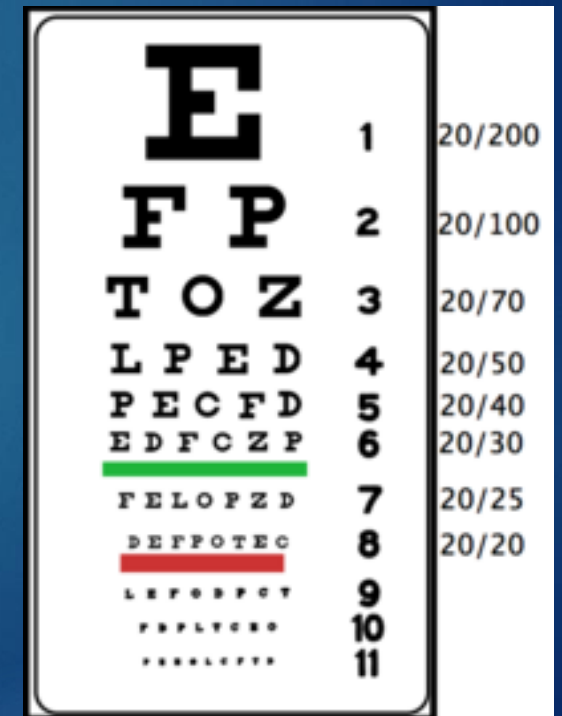 E 1 20/200
F P 2 20/100
T O Z 3 20/70
L P E D 4 20/50
P E C F D 5 20/40
E D F C Z P 6 20/30
F E L O P Z D 7 20/25
D E F P O T E C 8 20/20
9
10
11